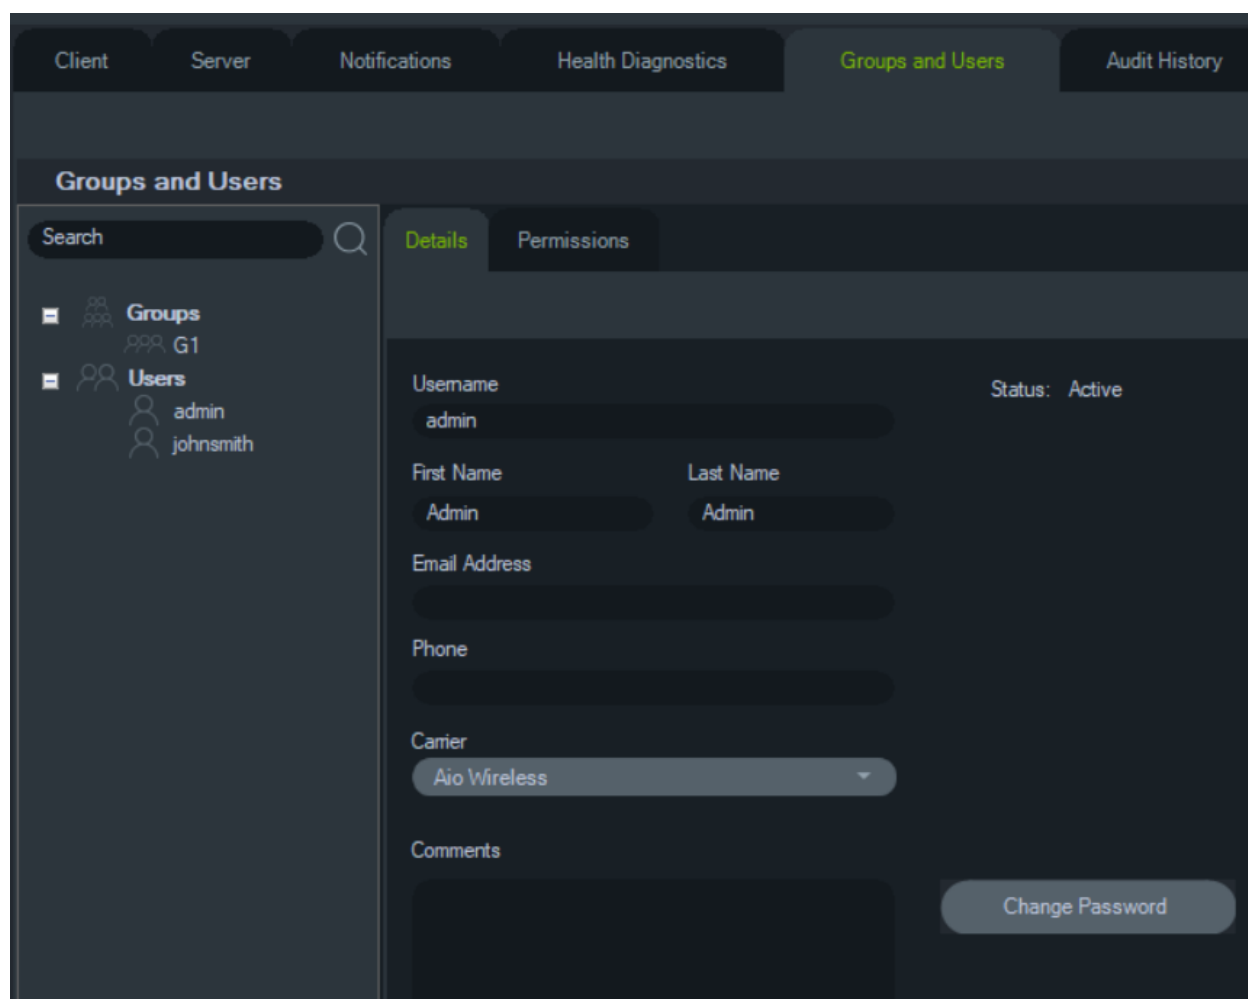 Client Server Notifications Health Diagnostics Groups and Users Audit History
Groups and Users
Search
Details Permissions
Groups
G1
Users
admin
johnsmith
Username
Status: Active
admin
First Name Last Name
Admin Admin
Email Address
Phone
Carrier
Aio Wireless
Comments
Change Password